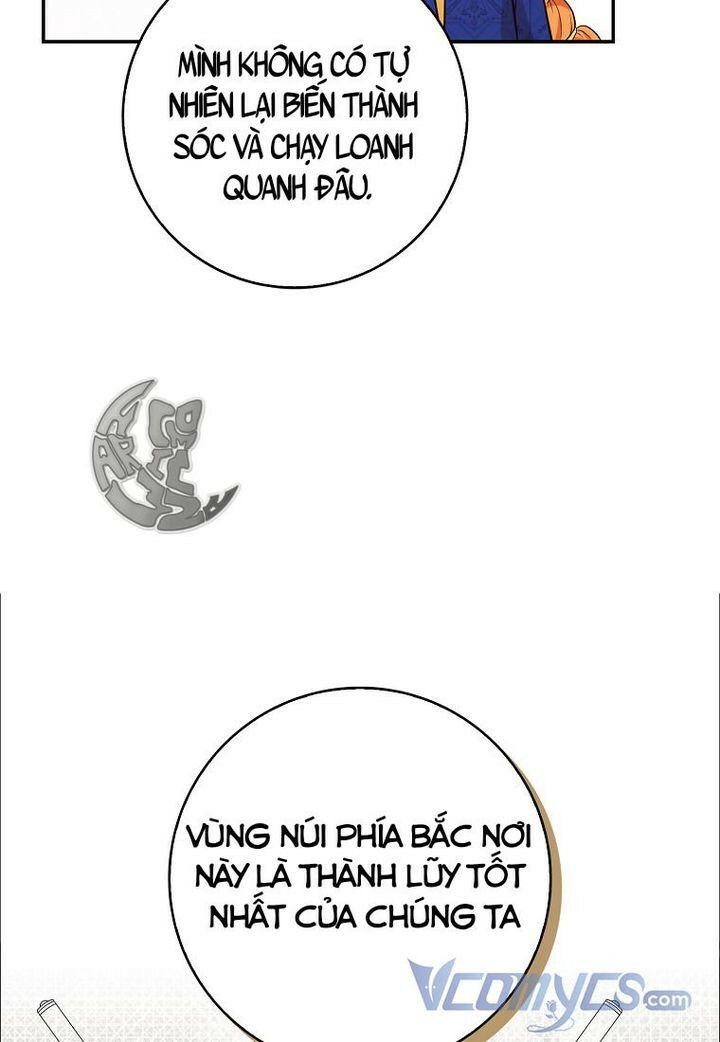 MÌNH KHÔNG CÓ TỰ
NHIÊN LẠI BIẾN THÀNH
SÓC VÀ CHẠY LOANH
QUANH ĐÂU.
VÙNG NÚI PHÍA BẮC NƠI
NÀY LÀ THÀNH LŨY TỐT
NHẤT CỦA CHÚNG TA
VCOMYCS.com